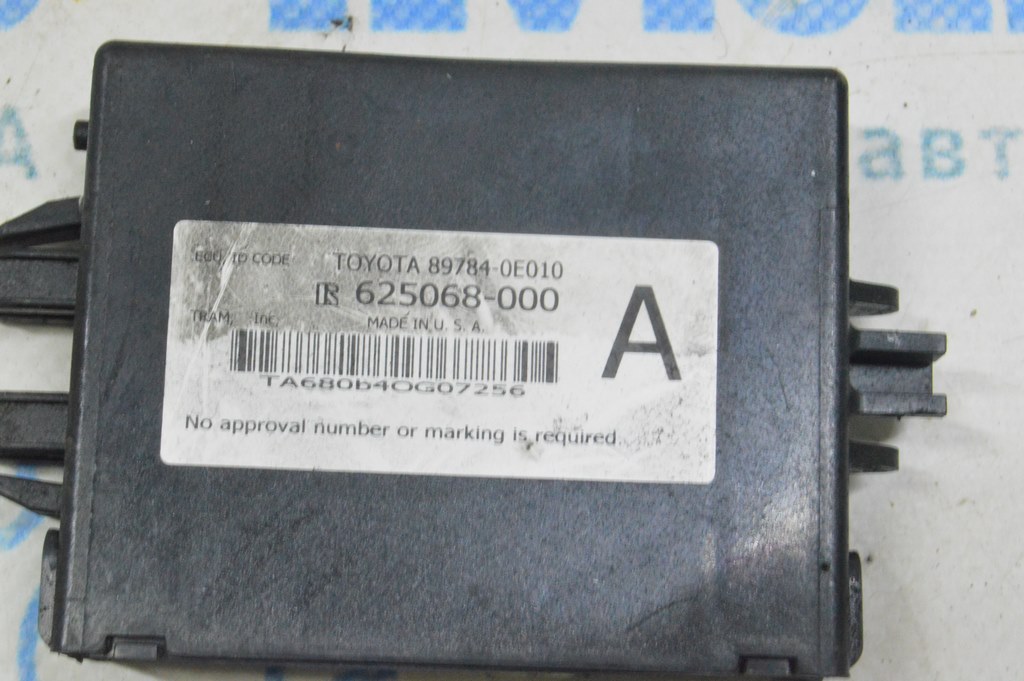 авт
ECU ID CODE TOYOTA 89784-0E010
625068-000
TRAM, Inc. MADE IN U. S. A.
A
TA680b4OG07256
No approval number or marking is required.